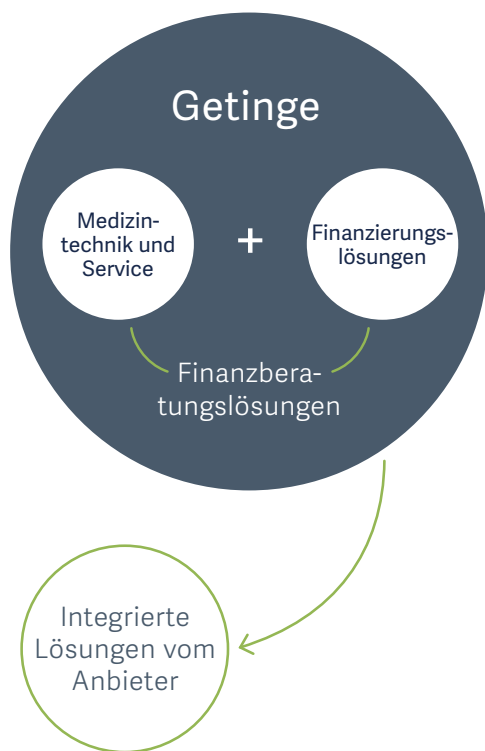 Getinge
Medizin-
technik und
Service
+
Finanzierungs-
lösungen
Finanzbera-
tungslösungen
Integrierte
Lösungen vom
Anbieter